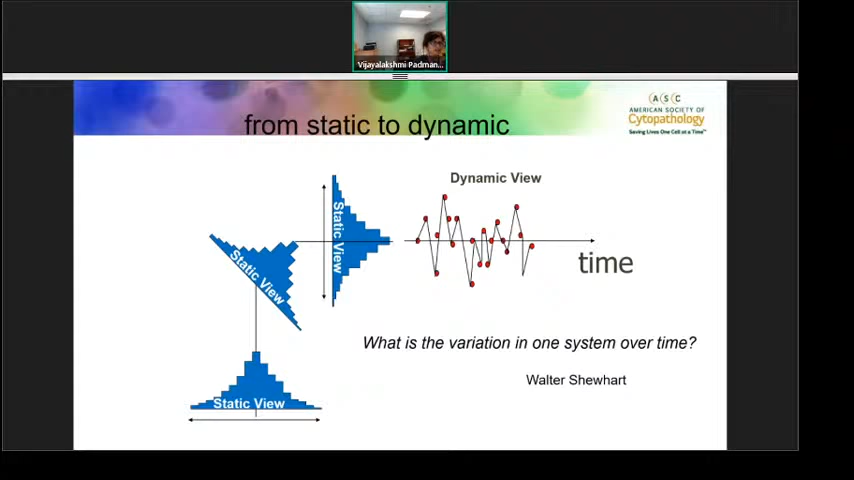 Vijayalakshmi Padman...
from static to dynamic
A S C
AMERICAN SOCIETY OF
Cytopathology
Saving Lives One Cell at a Time™
Dynamic View
Static View
Static View
time
What is the variation in one system over time?
Walter Shewhart
Static View